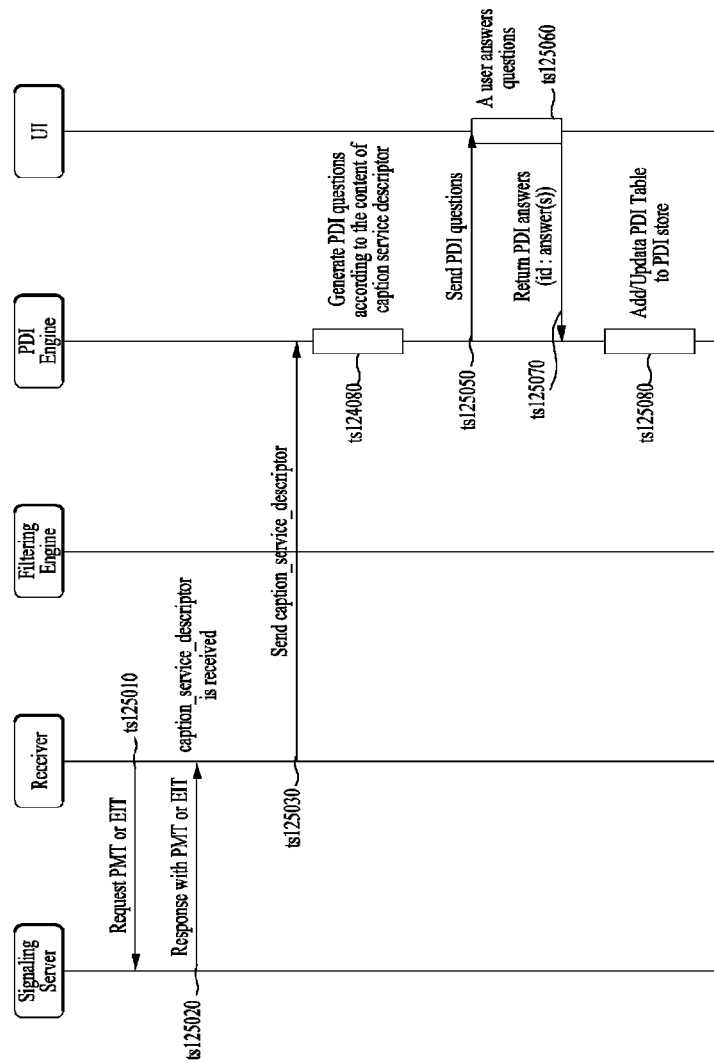 Signaling
Server
Receiver
Filtering
Engine
PDI
Engine
UI
Request PMT or EIT
ts125010
Response with PMT or EIT
ts125020
caption_service_descriptor
is received
Send caption_service_descriptor
ts125030
Generate PDI questions
according to the content of
caption service descriptor
ts124080
Send PDI questions
ts125050
A user answers
questions
ts125060
Return PDI answers
(id : answer(s))
ts125070
Add/Updata PDI Table
to PDI store
ts125080